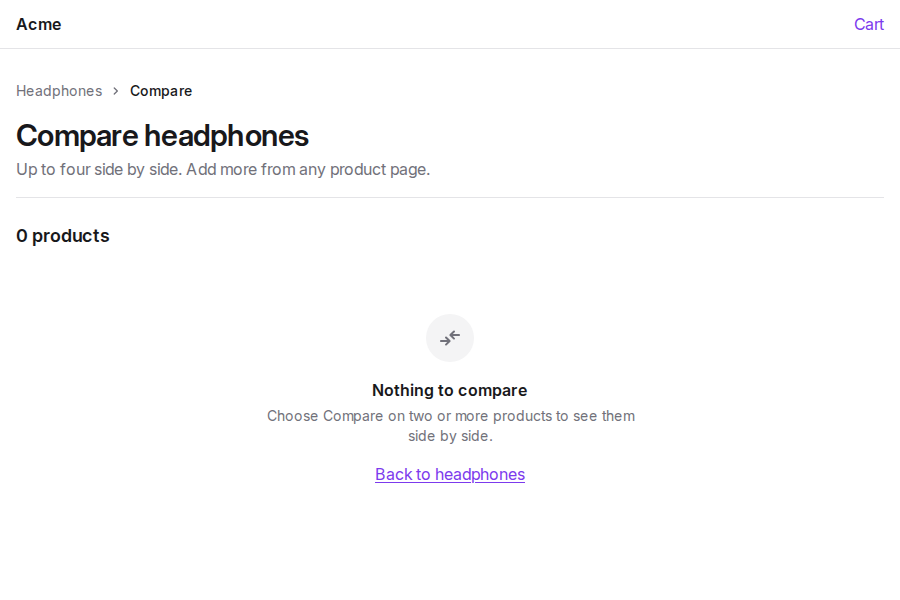 Acme
Cart
Headphones > Compare
Compare headphones
Up to four side by side. Add more from any product page.
0 products
Nothing to compare
Choose Compare on two or more products to see them
side by side.
Back to headphones